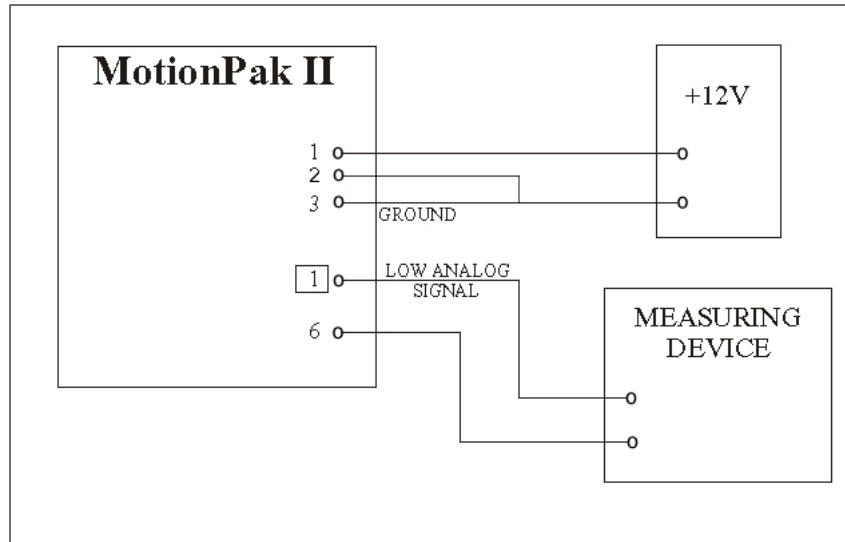 MotionPak II
+12V
1
2
3
GROUND
1
LOW ANALOG
SIGNAL
6
MEASURING
DEVICE